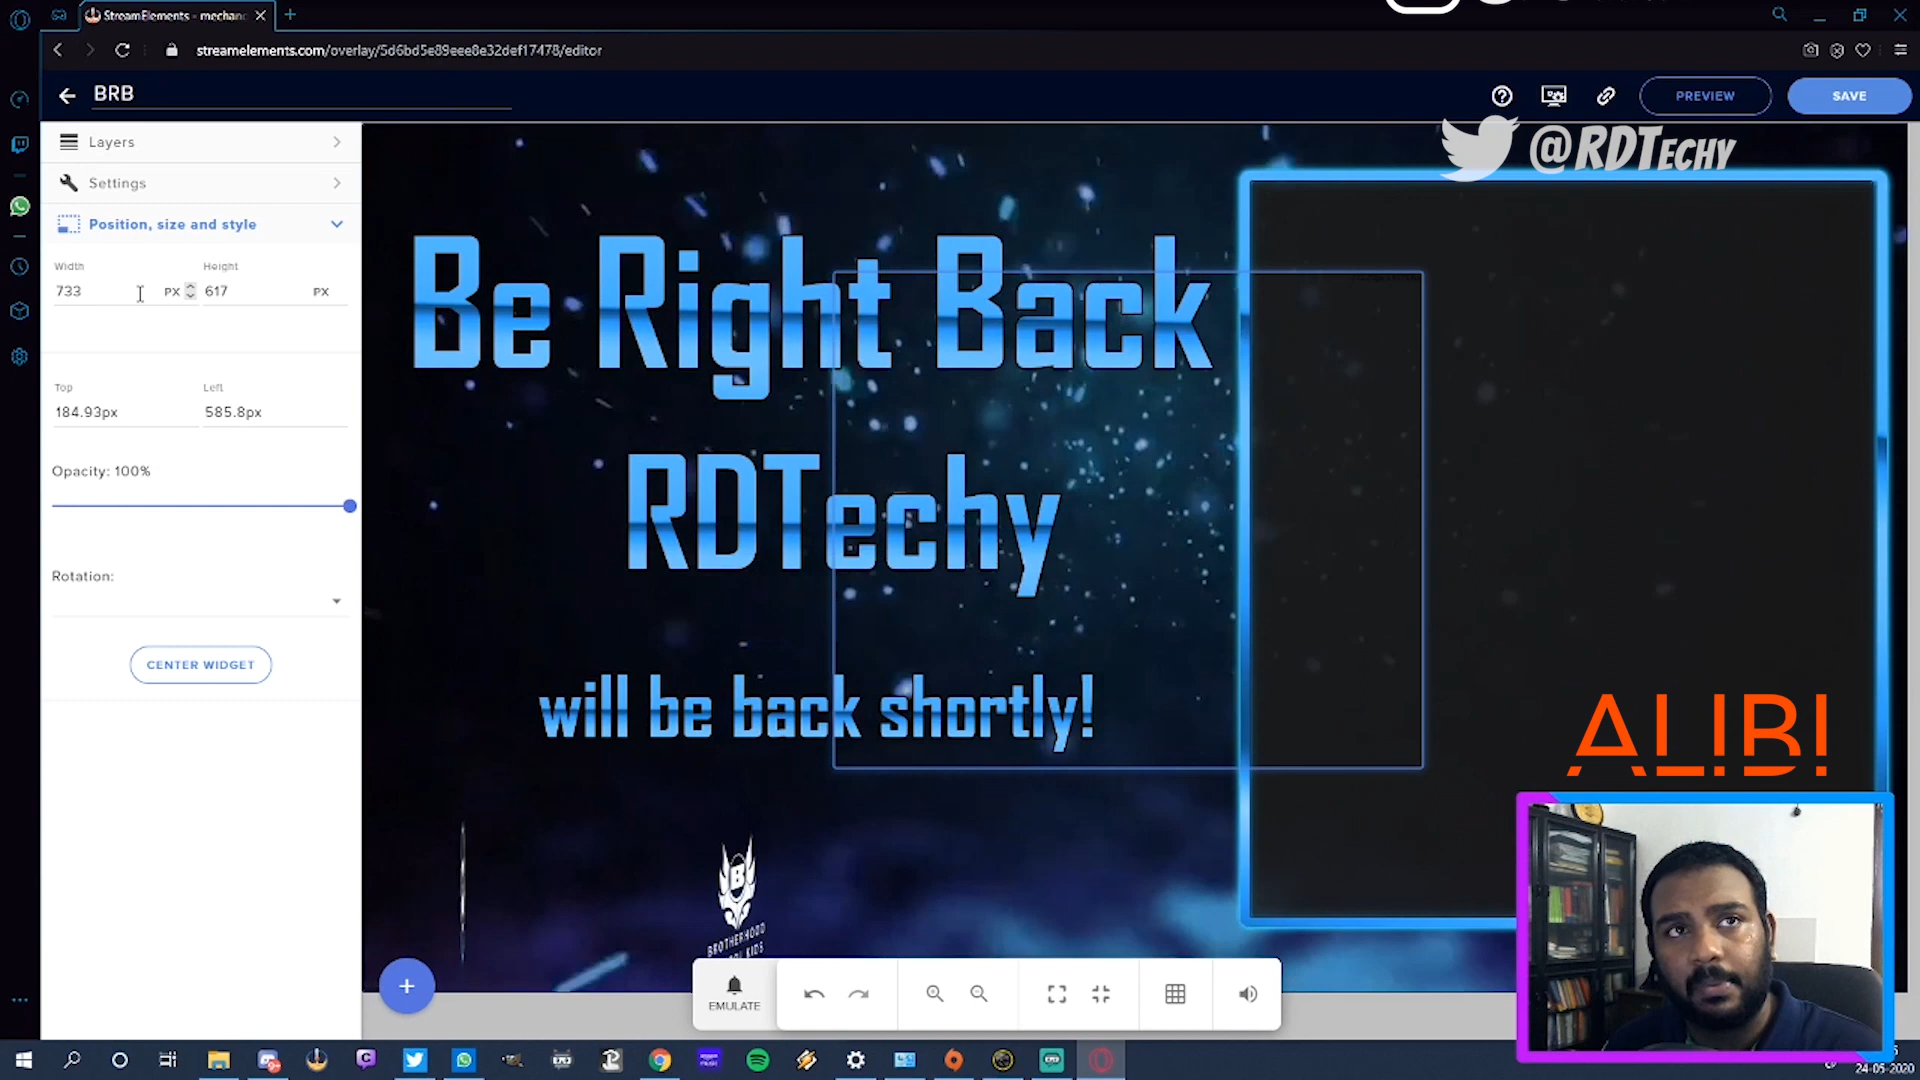 StreamElements - mechan
streamelements.com/overlay/5d6bd5e89eee8e32def17478/editor
BRB
PREVIEW
SAVE
@RDTechy
Layers
Settings
Position, size and style
Width
Height
733
PX
617
PX
Top
Left
184.93px
585.8px
Opacity: 100%
Rotation:
CENTER WIDGET
Be Right Back
RDTechy
will be back shortly!
ALIBI
B
BROTHERHOOD
KIDS
EMULATE
24-05-2020